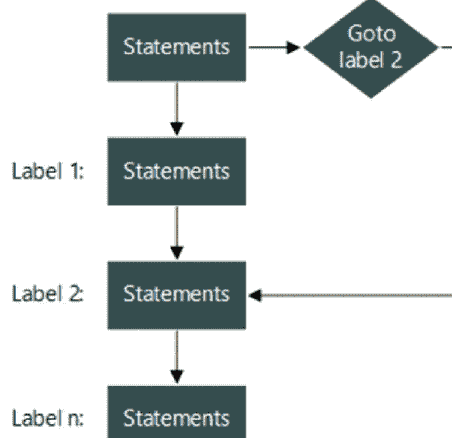 Statements
Goto
label 2
Label 1:
Statements
Label 2:
Statements
Label n:
Statements